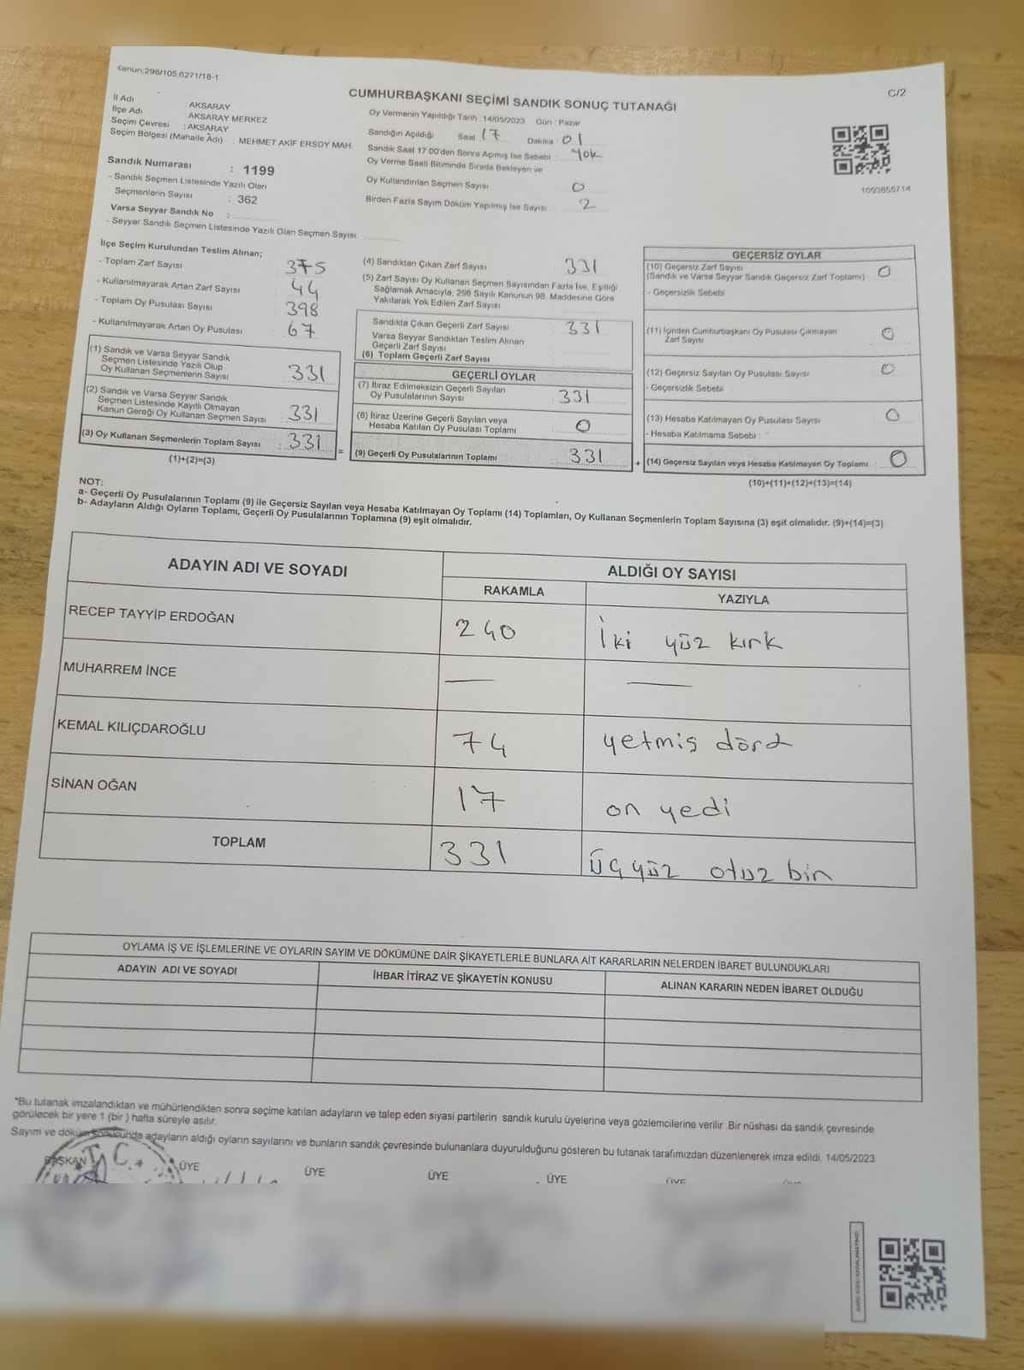 Kanun:298/105,6271/18-1
C/2
CUMHURBAŞKANI SEÇİMİ SANDIK SONUÇ TUTANAĞI
İl Adı : AKSARAY
İlçe Adı : AKSARAY MERKEZ
Seçim Çevresi : AKSARAY
Seçim Bölgesi (Mahalle Adı) : MEHMET AKİF ERSOY MAH.
Sandık Numarası : 1199
- Sandık Seçmen Listesinde Yazılı Olan
Seçmenlerin Sayısı : 362
Varsa Seyyar Sandık No :
- Seyyar Sandık Seçmen Listesinde Yazılı Olan Seçmen Sayısı
Oy Vermenin Yapıldığı Tarih :14/05/2023 Gün : Pazar
Sandığın Açıldığı Saat 17 Dakika 01
Sandık Saat 17:00'den Sonra Açmış İse Sebebi : Yok
Oy Verme Saati Bitiminde Sırada Bekleyen ve
Oy Kullandırılan Seçmen Sayısı 0
Birden Fazla Sayım Döküm Yapılmış İse Sayısı 2
1093855714
İlçe Seçim Kurulundan Teslim Alınan;
- Toplam Zarf Sayısı 375
- Kullanılmayarak Artan Zarf Sayısı 44
- Toplam Oy Pusulası Sayısı 398
- Kullanılmayarak Artan Oy Pusulası 67
(1) Sandık ve Varsa Seyyar Sandık
Seçmen Listesinde Yazılı Olup
Oy Kullanan Seçmenlerin Sayısı 331
(2) Sandık ve Varsa Seyyar Sandık
Seçmen Listesinde Kayıtlı Olmayan
Kanun Gereği Oy Kullanan Seçmen Sayısı 331
(3) Oy Kullanan Seçmenlerin Toplam Sayısı 331
(1)+(2)=(3)
=
(4) Sandıktan Çıkan Zarf Sayısı 331
(5) Zarf Sayısı Oy Kullanan Seçmen Sayısından Fazla İse, Eşitliği
Sağlamak Amacıyla, 298 Sayılı Kanunun 98. Maddesine Göre
Yakılarak Yok Edilen Zarf Sayısı
Sandıkta Çıkan Geçerli Zarf Sayısı 331
Varsa Seyyar Sandıktan Teslim Alınan
Geçerli Zarf Sayısı
(6) Toplam Geçerli Zarf Sayısı
GEÇERLİ OYLAR
(7) İtiraz Edilmeksizin Geçerli Sayılan
Oy Pusulalarının Sayısı 331
(8) İtiraz Üzerine Geçerli Sayılan veya
Hesaba Katılan Oy Pusulası Toplamı 0
(9) Geçerli Oy Pusulalarının Toplamı 331
+
GEÇERSİZ OYLAR
(10) Geçersiz Zarf Sayısı
(Sandık ve Varsa Seyyar Sandık Geçersiz Zarf Toplamı) 0
- Geçersizlik Sebebi
(11) İçinden Cumhurbaşkanı Oy Pusulası Çıkmayan
Zarf Sayısı 0
(12) Geçersiz Sayılan Oy Pusulası Sayısı 0
- Geçersizlik Sebebi
(13) Hesaba Katılmayan Oy Pusulası Sayısı 0
- Hesaba Katılmama Sebebi :
(14) Geçersiz Sayılan veya Hesaba Katılmayan Oy Toplamı 0
(10)+(11)+(12)+(13)=(14)
NOT:
a- Geçerli Oy Pusulalarının Toplamı (9) ile Geçersiz Sayılan veya Hesaba Katılmayan Oy Toplamı (14) Toplamları, Oy Kullanan Seçmenlerin Toplam Sayısına (3) eşit olmalıdır. (9)+(14)=(3)
b- Adayların Aldığı Oyların Toplamı, Geçerli Oy Pusulalarının Toplamına (9) eşit olmalıdır.
ADAYIN ADI VE SOYADI
ALDIĞI OY SAYISI
RAKAMLA YAZIYLA
RECEP TAYYİP ERDOĞAN 240 İki yüz kırk
MUHARREM İNCE — —
KEMAL KILIÇDAROĞLU 74 yetmiş dört
SİNAN OĞAN 17 on yedi
TOPLAM 331 Üçyüz otuz bir
OYLAMA İŞ VE İŞLEMLERİNE VE OYLARIN SAYIM VE DÖKÜMÜNE DAİR ŞİKAYETLERLE BUNLARA AİT KARARLARIN NELERDEN İBARET BULUNDUKLARI
ADAYIN ADI VE SOYADI İHBAR İTİRAZ VE ŞİKAYETİN KONUSU ALINAN KARARIN NEDEN İBARET OLDUĞU
*Bu tutanak imzalandıktan ve mühürlendikten sonra seçime katılan adayların ve talep eden siyasi partilerin sandık kurulu üyelerine veya gözlemcilerine verilir. Bir nüshası da sandık çevresinde
görülecek bir yere 1 (bir) hafta süreyle asılır.
Sayım ve döküm sonucunda adayların aldığı oyların sayılarını ve bunların sandık çevresinde bulunanlara duyurulduğunu gösteren bu tutanak tarafımızdan düzenlenerek imza edildi. 14/05/2023
BAŞKAN ÜYE ÜYE ÜYE ÜYE ÜYE
T.C.